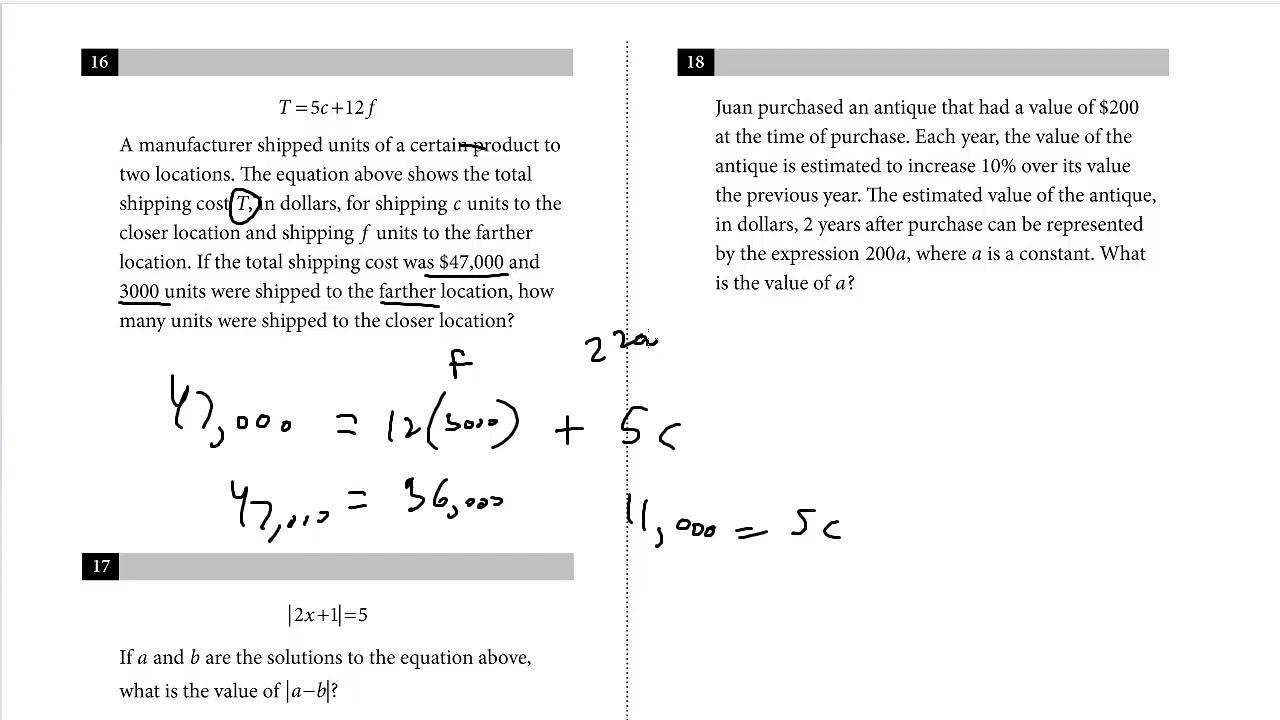 16
T = 5c + 12f
A manufacturer shipped units of a certain product to
two locations. The equation above shows the total
shipping cost T, in dollars, for shipping c units to the
closer location and shipping f units to the farther
location. If the total shipping cost was $47,000 and
3000 units were shipped to the farther location, how
many units were shipped to the closer location?
F
47,000 = 12(3000) + 5c
47,000 = 36,000
17
|2x+1|=5
If a and b are the solutions to the equation above,
what is the value of |a−b|?
18
Juan purchased an antique that had a value of $200
at the time of purchase. Each year, the value of the
antique is estimated to increase 10% over its value
the previous year. The estimated value of the antique,
in dollars, 2 years after purchase can be represented
by the expression 200a, where a is a constant. What
is the value of a?
11,000 = 5c